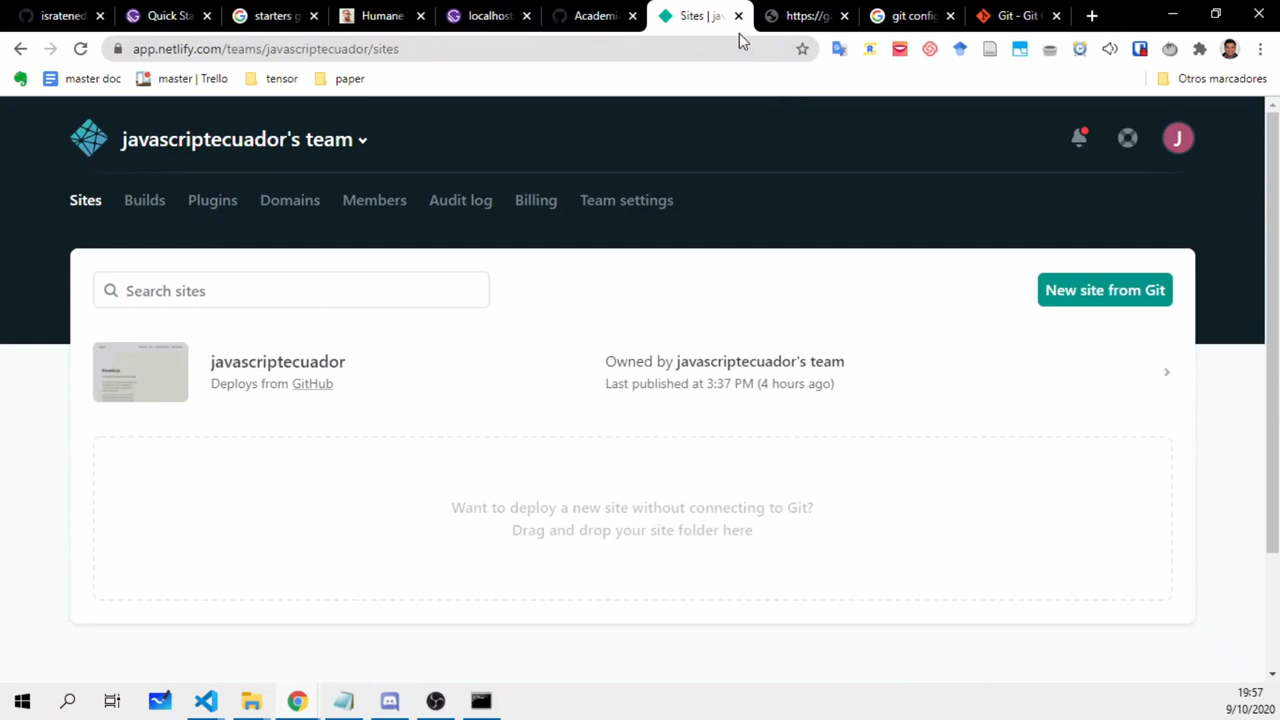 isratened
Quick Sta
starters g
Humane
localhost
Academi
Sites | jav
https://ga
git config
Git - Git
app.netlify.com/teams/javascriptecuador/sites
master doc
master | Trello
tensor
paper
Otros marcadores
javascriptecuador's team
J
Sites Builds Plugins Domains Members Audit log Billing Team settings
Search sites
New site from Git
javascriptecuador
Deploys from GitHub
Owned by javascriptecuador's team
Last published at 3:37 PM (4 hours ago)
Want to deploy a new site without connecting to Git?
Drag and drop your site folder here
19:57
9/10/2020